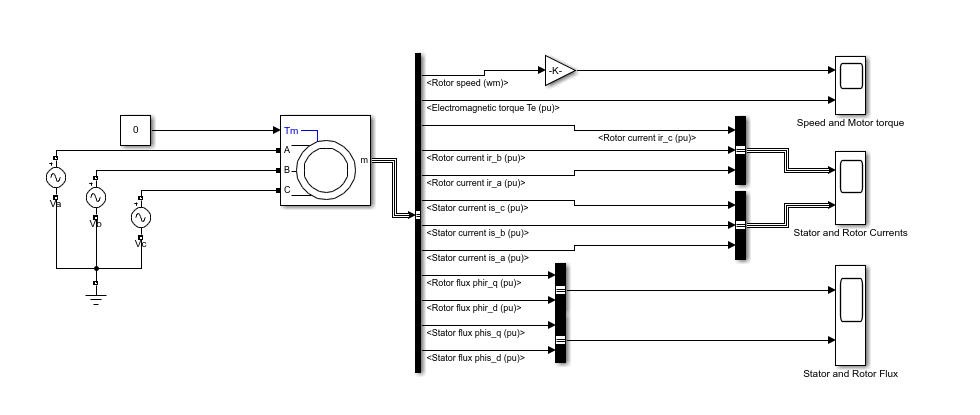 -K-
<Rotor speed (wm)>
<Electromagnetic torque Te (pu)>
Speed and Motor torque
0
Tm
A
B
C
m
<Rotor current ir_c (pu)>
<Rotor current ir_b (pu)>
<Rotor current ir_a (pu)>
<Stator current is_c (pu)>
<Stator current is_b (pu)>
<Stator current is_a (pu)>
Stator and Rotor Currents
Va
Vb
Vc
<Rotor flux phir_q (pu)>
<Rotor flux phir_d (pu)>
<Stator flux phis_q (pu)>
<Stator flux phis_d (pu)>
Stator and Rotor Flux